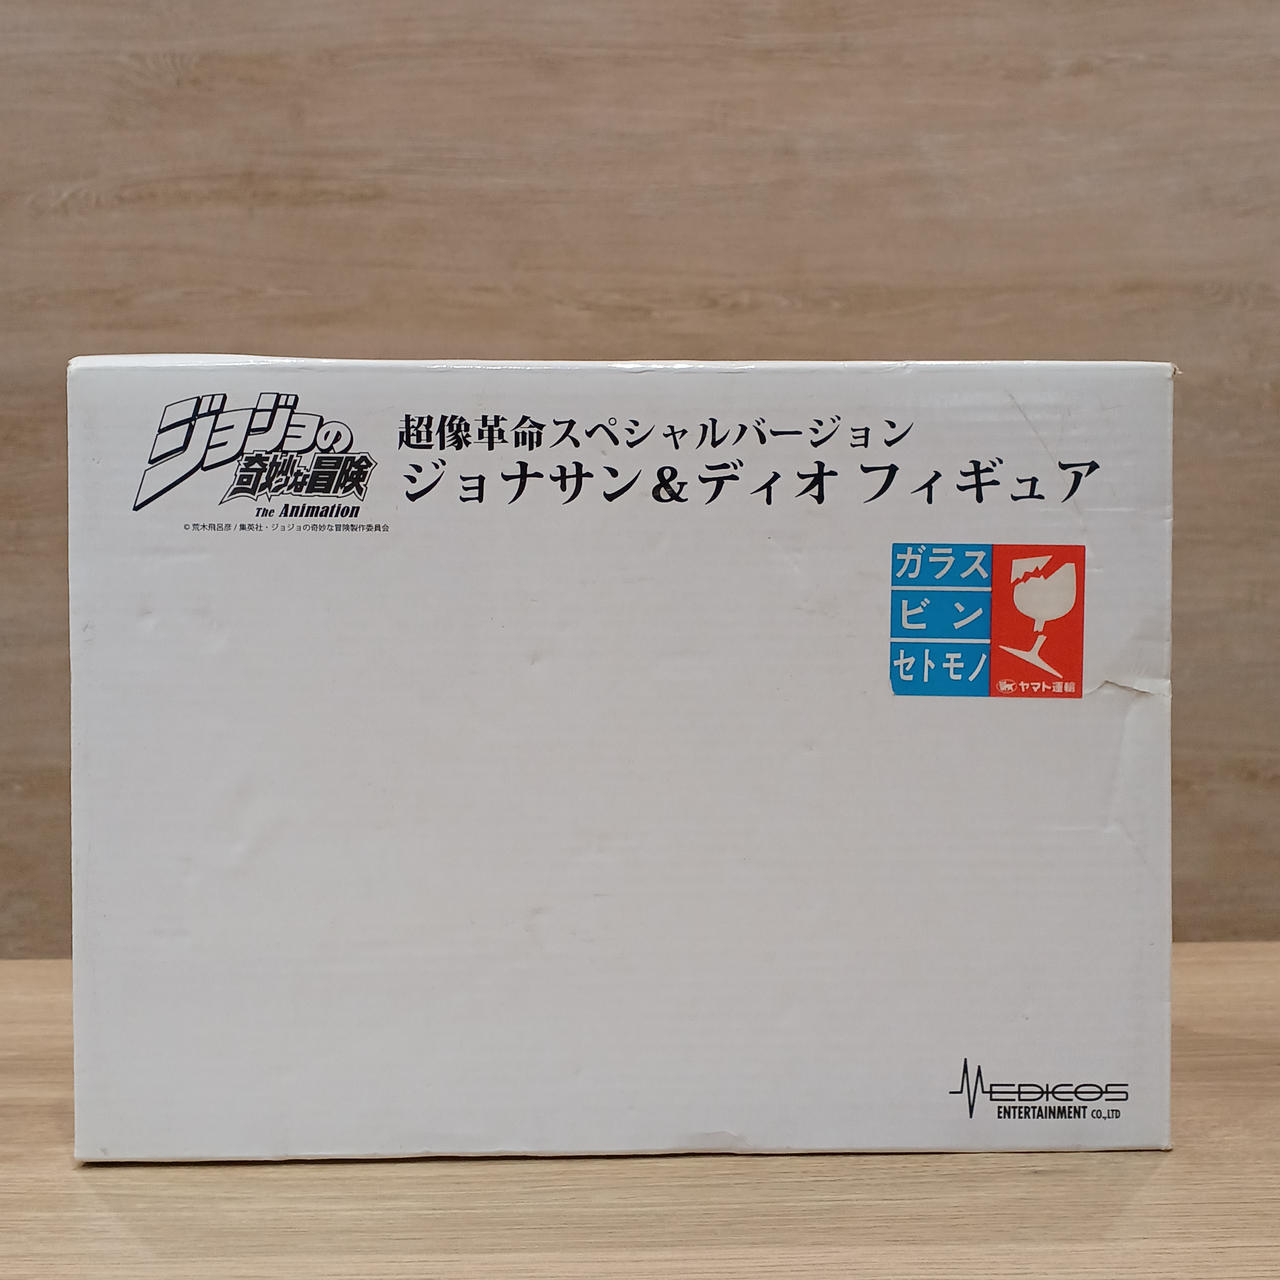 ジョジョの
奇妙な冒険
The Animation
© 荒木飛呂彦 / 集英社・ジョジョの奇妙な冒険製作委員会
超像革命スペシャルバージョン
ジョナサン&ディオ フィギュア
ガラス
ビン
セトモノ
ヤマト運輸
MEDICOS
ENTERTAINMENT CO.,LTD